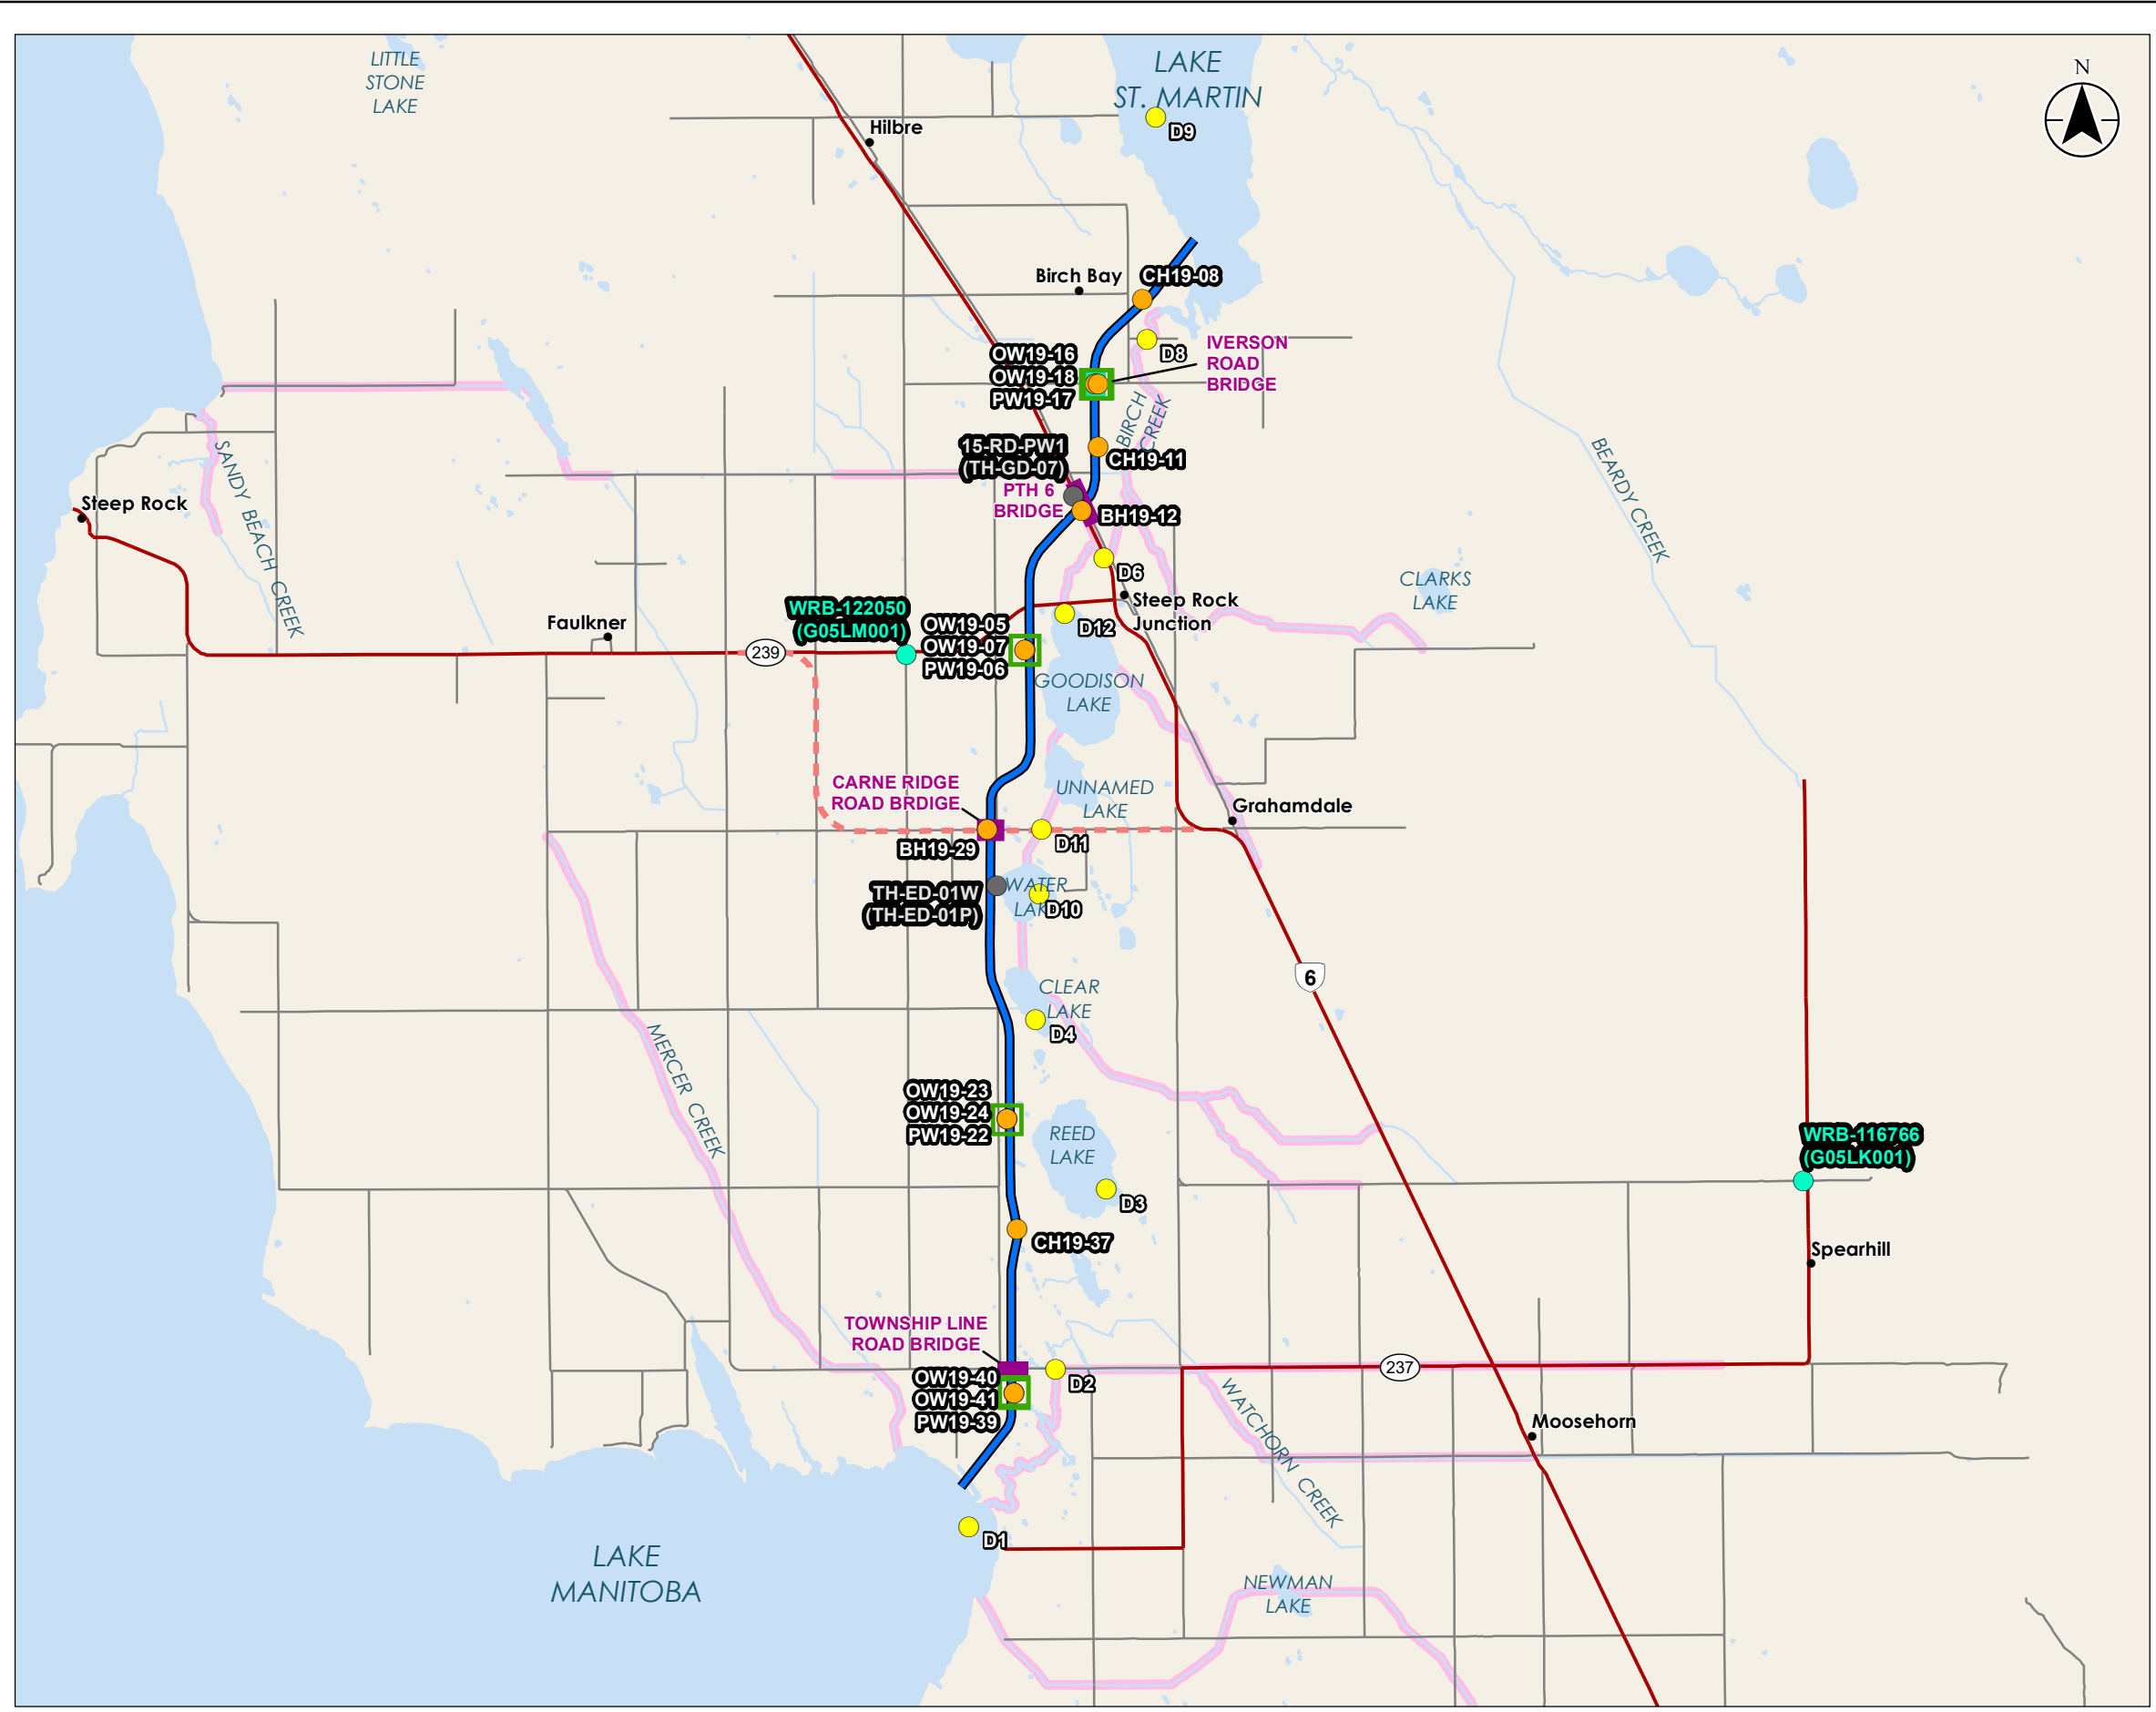 LITTLE
STONE
LAKE
LAKE
ST. MARTIN
N
D9
Hilbre
Birch Bay
CH19-08
OW19-16
OW19-18
PW19-17
D8
IVERSON
ROAD
BRIDGE
BIRCH
CREEK
15-RD-PW1
(TH-GD-07)
CH19-11
PTH 6
BRIDGE
BH19-12
Steep Rock
SANDY BEACH CREEK
BEARDY CREEK
D6
CLARKS
LAKE
Steep Rock
Junction
WRB-122050
(G05LM001)
Faulkner
OW19-05
OW19-07
PW19-06
D12
239
GOODISON
LAKE
CARNE RIDGE
ROAD BRDIGE
UNNAMED
LAKE
Grahamdale
D11
BH19-29
TH-ED-01W
(TH-ED-01P)
WATER
LAKE
D10
6
CLEAR
LAKE
D4
MERCER CREEK
OW19-23
OW19-24
PW19-22
REED
LAKE
WRB-116766
(G05LK001)
D3
CH19-37
Spearhill
TOWNSHIP LINE
ROAD BRIDGE
237
OW19-40
OW19-41
PW19-39
D2
WATCHORN CREEK
Moosehorn
D1
LAKE
MANITOBA
NEWMAN
LAKE